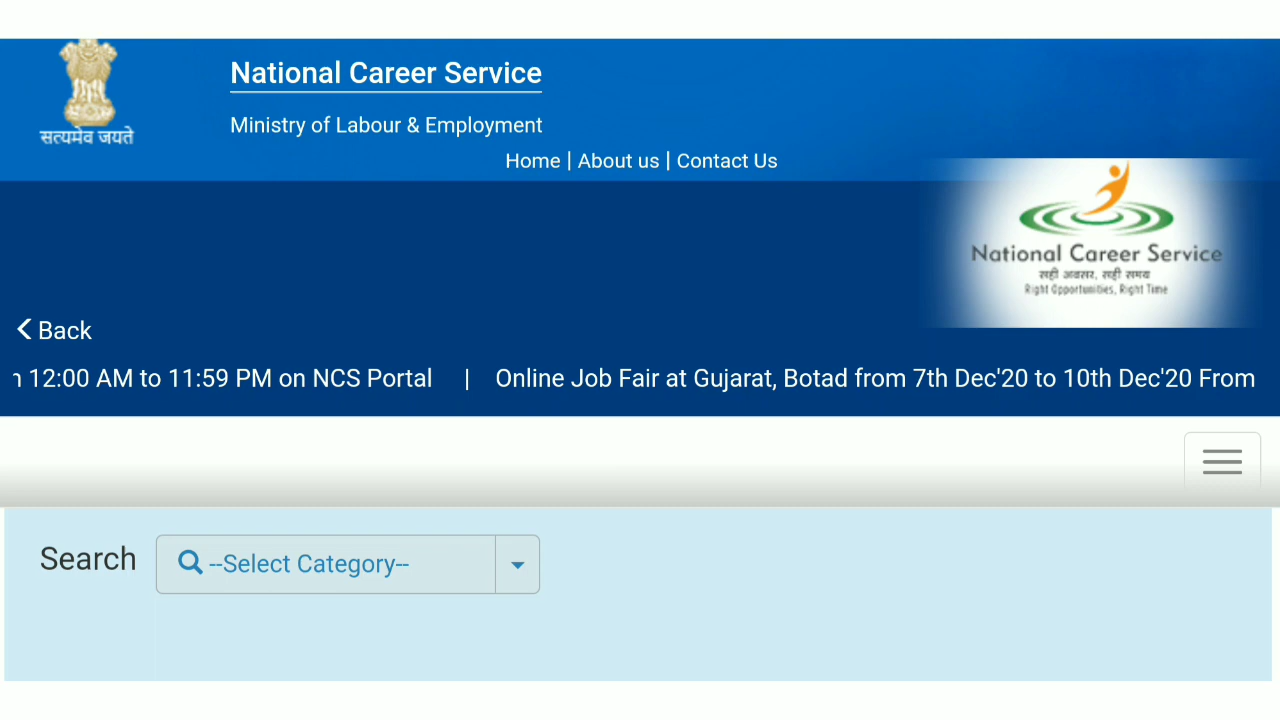 National Career Service
सत्यमेव जयते
Ministry of Labour & Employment
Home | About us | Contact Us
National Career Service
सही अवसर, सही समय
Right Opportunities, Right Time
Back
12:00 AM to 11:59 PM on NCS Portal | Online Job Fair at Gujarat, Botad from 7th Dec'20 to 10th Dec'20 From
Search --Select Category--